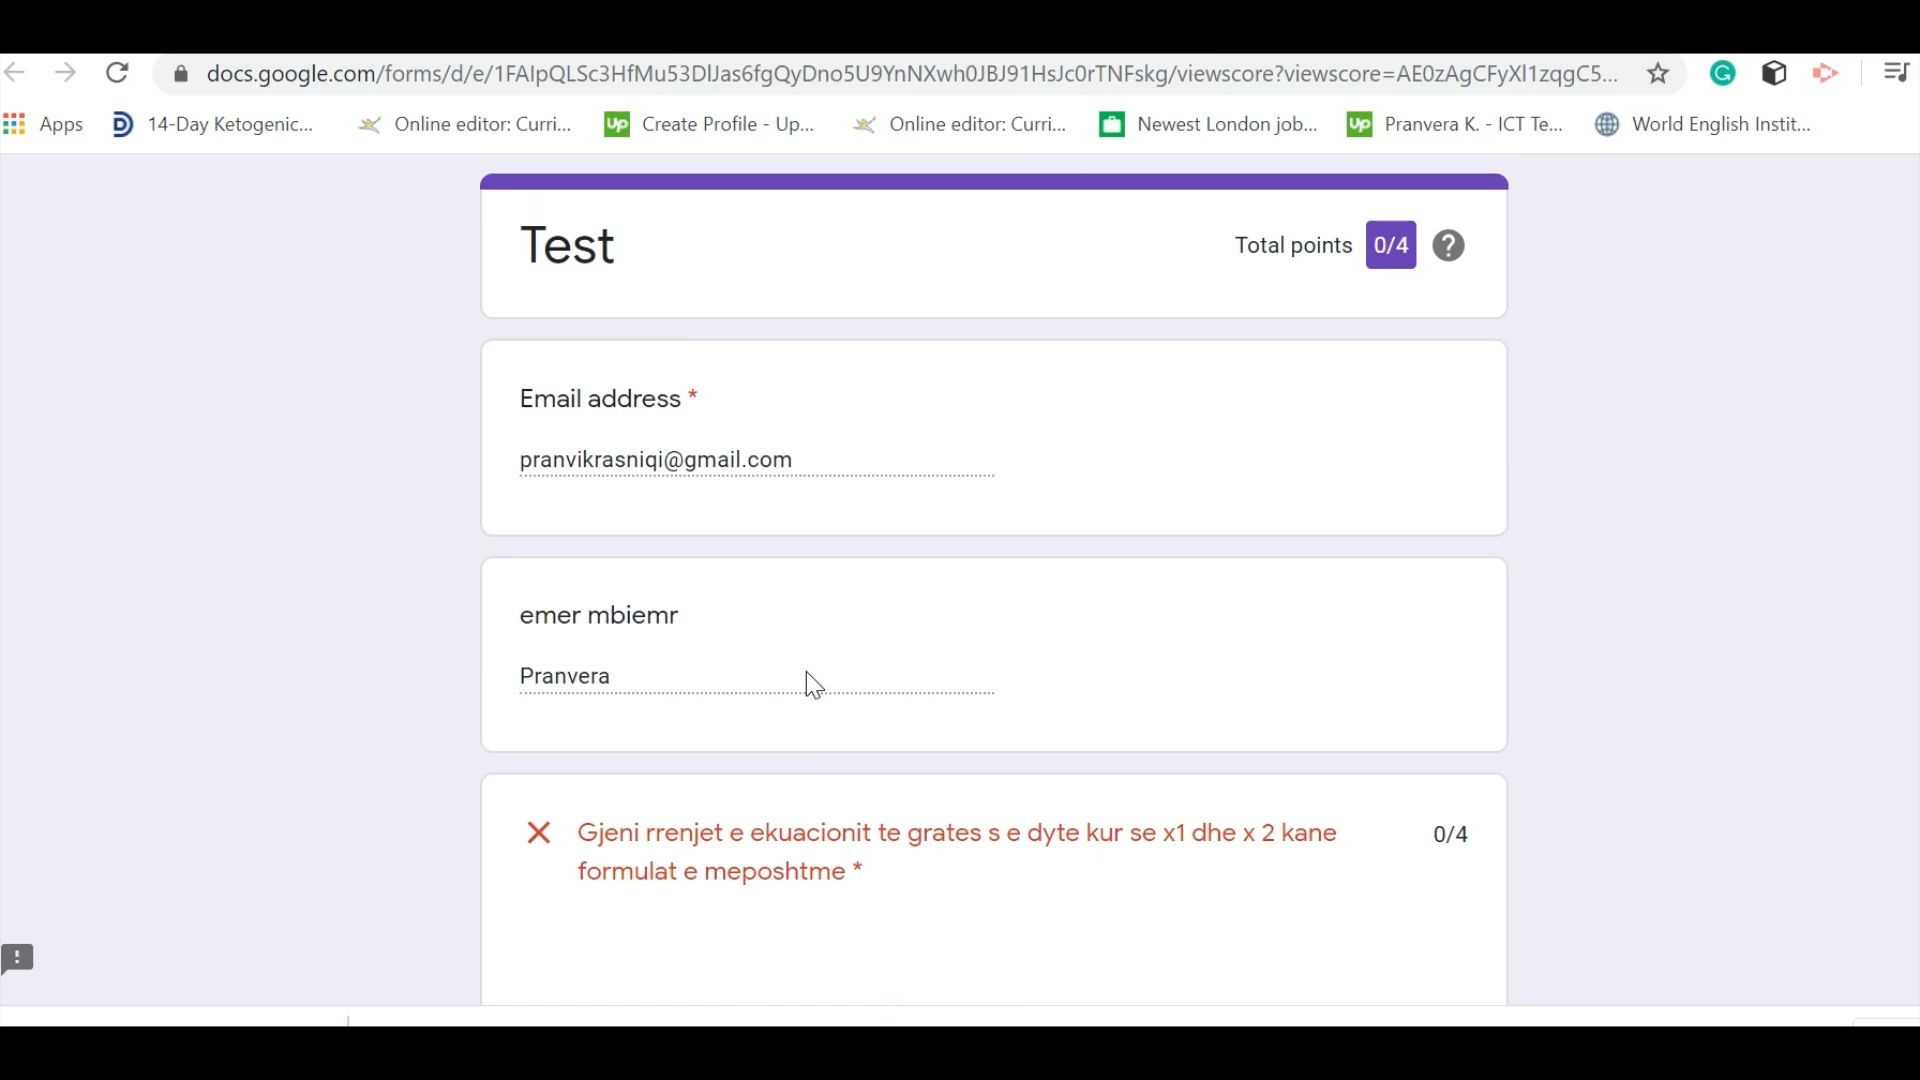 docs.google.com/forms/d/e/1FAIpQLSc3HfMu53DlJas6fgQyDno5U9YnNXwh0JBJ91HsJc0rTNFskg/viewscore?viewscore=AE0zAgCFyXl1zqgC5...
Apps 14-Day Ketogenic... Online editor: Curri... Up Create Profile - Up... Online editor: Curri... Newest London job... Up Pranvera K. - ICT Te... World English Instit...
Test
Total points 0/4
Email address *
pranvikrasniqi@gmail.com
emer mbiemr
Pranvera
Gjeni rrenjet e ekuacionit te grates s e dyte kur se x1 dhe x 2 kane 0/4
formulat e meposhtme *